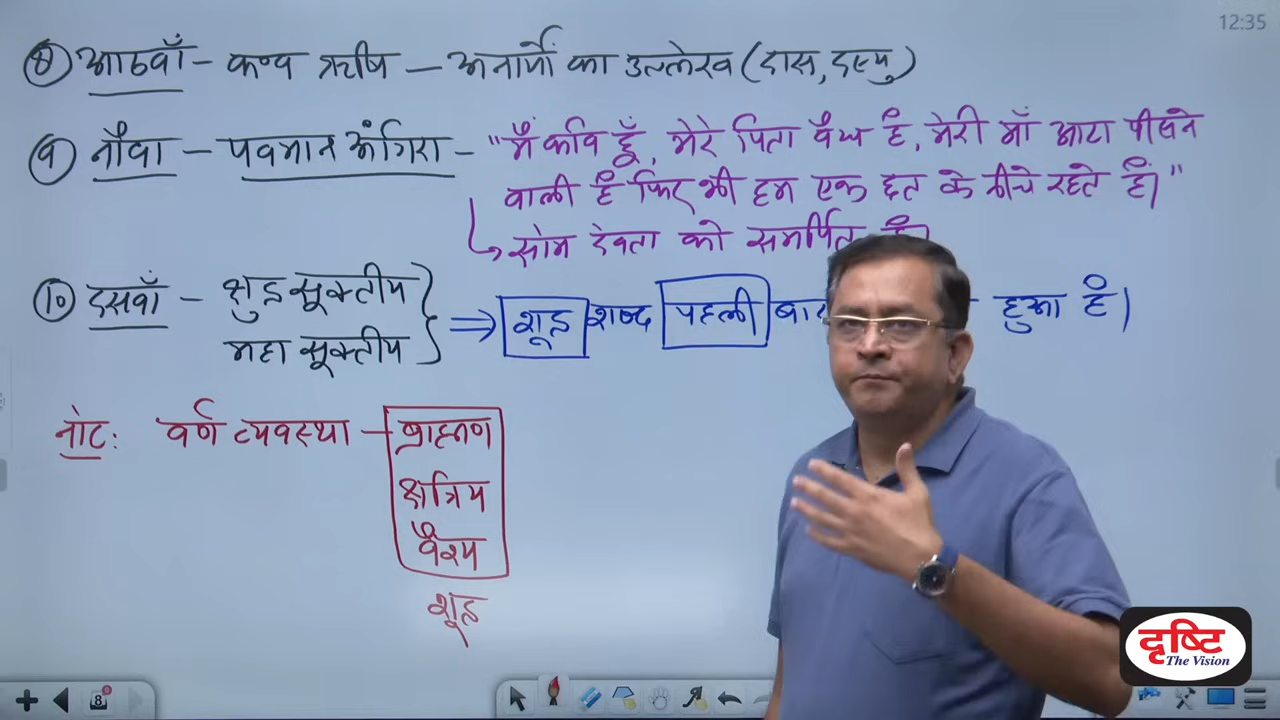 12:35
⑧ आठवाँ – कण्व ऋषि – अनार्यों का उल्लेख (दास, दस्यु)
⑨ नौवा – पवमान अंगिरा – "मैं कवि हूँ, मेरे पिता वैद्य हैं, मेरी माँ आटा पीसने
वाली हैं फिर भी हम एक छत के नीचे रहते हैं।"
सोम देवता को समर्पित है।
⑩ दसवाँ – क्षुद्र सूक्तीय
महा सूक्तीय
⇒ शूद्र शब्द पहली बार हुआ है।
नोट: वर्ण व्यवस्था – ब्राह्मण
क्षत्रिय
वैश्य
शूद्र
दृष्टि
The Vision
8